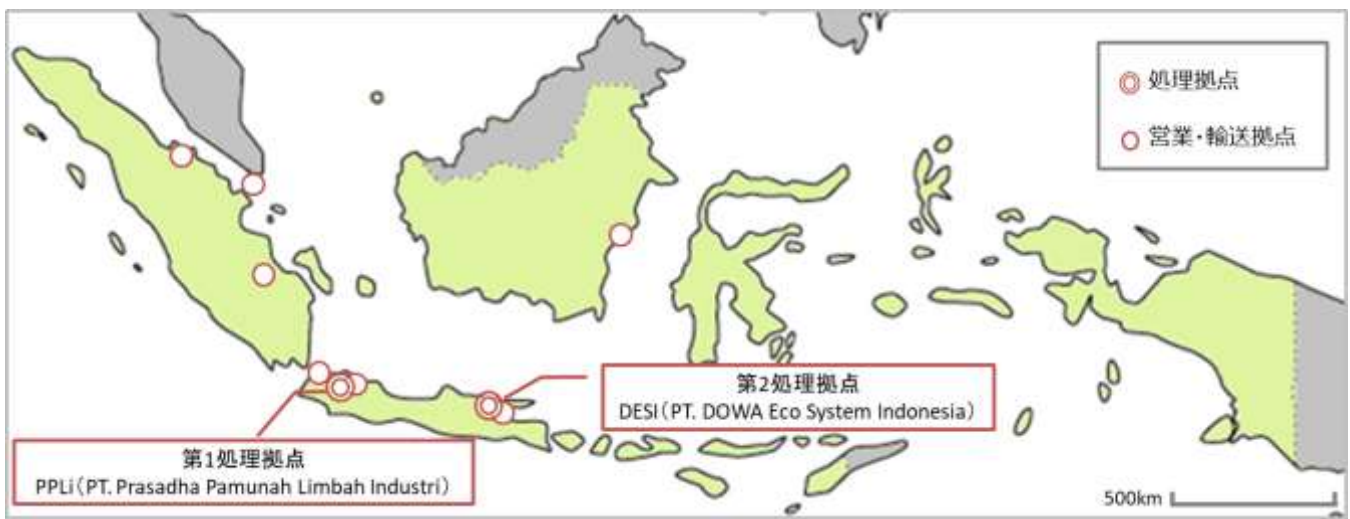 処理拠点
営業・輸送拠点
第2処理拠点
DESI(PT. DOWA Eco System Indonesia)
第1処理拠点
PPLi(PT. Prasadha Pamunah Limbah Industri)
500km